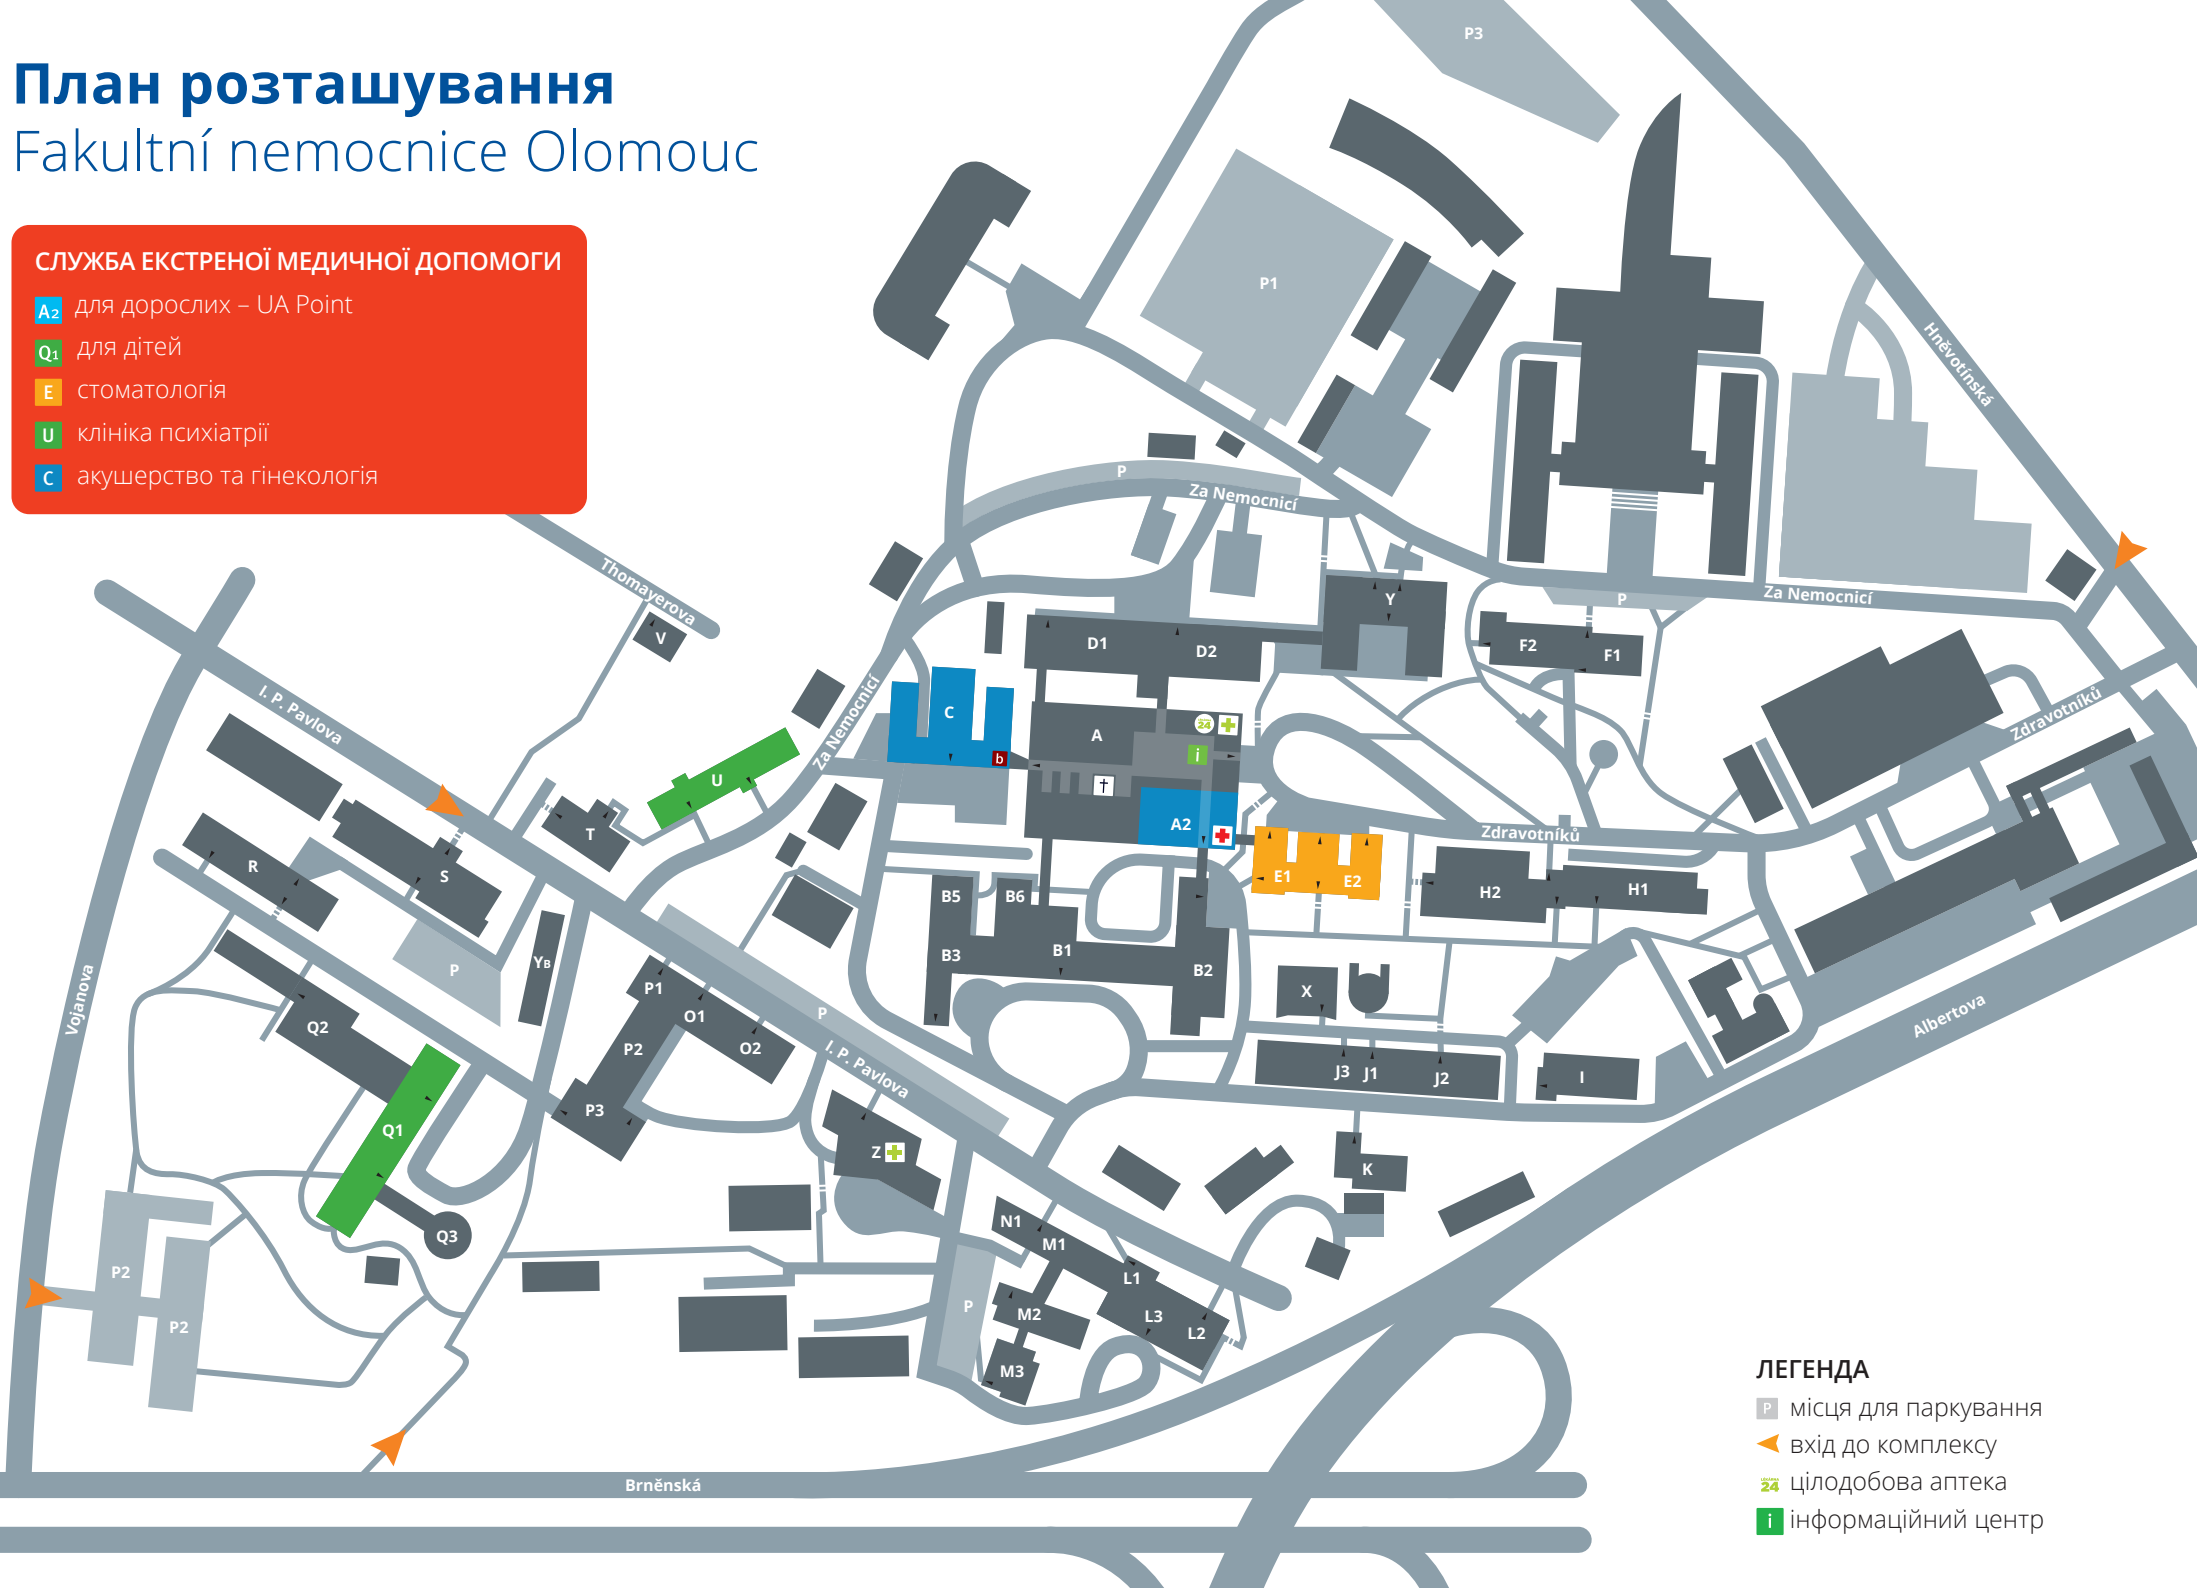 План розташування
Fakultní nemocnice Olomouc
СЛУЖБА ЕКСТРЕНОЇ МЕДИЧНОЇ ДОПОМОГИ
A2 для дорослих – UA Point
Q1 для дітей
E стоматологія
U клініка психіатрії
C акушерство та гінекологія
P3
P1
Hněvotínská
P
Za Nemocnicí
Thomayerova
V
Y
P
Za Nemocnicí
D1
D2
F2
F1
I. P. Pavlova
Za Nemocnicí
C
A
24
i
b
Zdravotníků
U
T
A2
Zdravotníků
R
S
E1
E2
H2
H1
B5
B6
B3
B1
B2
P
YB
Vojanova
P1
O1
P2
O2
P
X
Albertova
Q2
I. P. Pavlova
J3
J1
J2
I
P3
Q1
Z
K
Q3
N1
M1
P2
L1
P
M2
L3
L2
P2
M3
Brněnská
ЛЕГЕНДА
P місця для паркування
вхід до комплексу
24 цілодобова аптека
i інформаційний центр